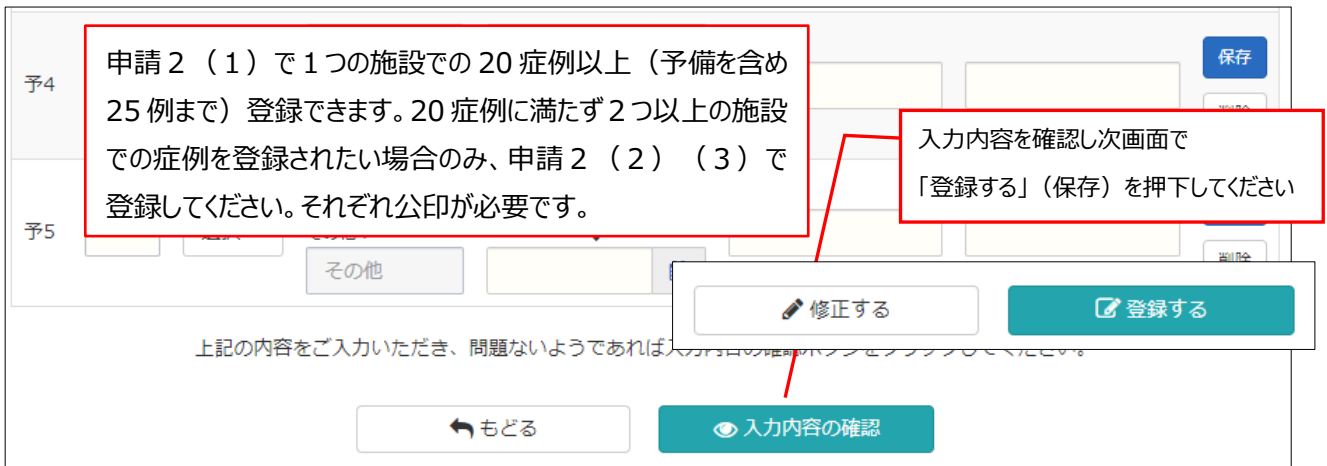 予4
申請２（１）で１つの施設での 20 症例以上（予備を含め
25 例まで）登録できます。20 症例に満たず２つ以上の施設
での症例を登録されたい場合のみ、申請２（２）（３）で
登録してください。それぞれ公印が必要です。
保存
入力内容を確認し次画面で
「登録する」（保存）を押下してください
予5
その他
削除
修正する
登録する
上記の内容をご入力いただき、問題ないようであれば
もどる
入力内容の確認